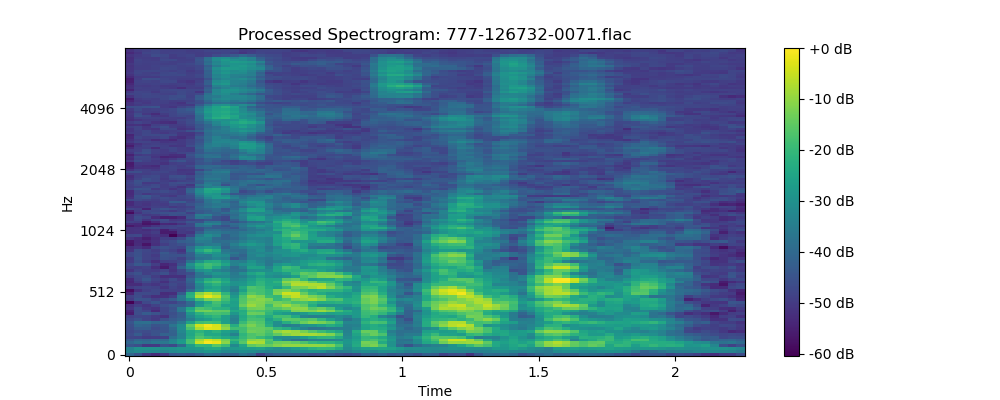 Processed Spectrogram: 777-126732-0071.flac
Hz
4096
2048
1024
512
0
0 0.5 1 1.5 2
Time
+0 dB
-10 dB
-20 dB
-30 dB
-40 dB
-50 dB
-60 dB